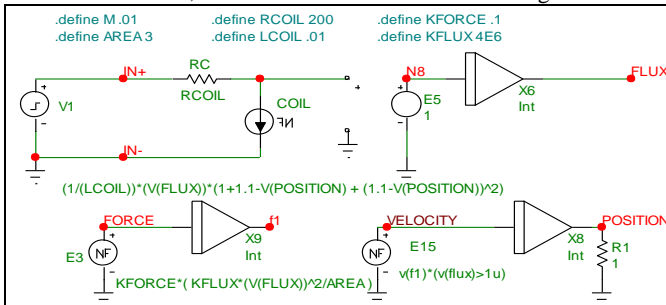 .define M .01 .define RCOIL 200 .define KFORCE .1
.define AREA 3 .define LCOIL .01 .define KFLUX 4E6
IN+ RC N8 FLUX
RCOIL X6
V1 COIL E5 Int
NF 1
IN-
(1/(LCOIL))*(V(FLUX))*(1+1.1-V(POSITION) + (1.1-V(POSITION))^2)
FORCE f1 VELOCITY POSITION
X9 X8 R1
E3 NF Int NF E15 Int 1
KFORCE*( KFLUX*(V(FLUX))^2/AREA ) v(f1)*(v(flux)>1u)